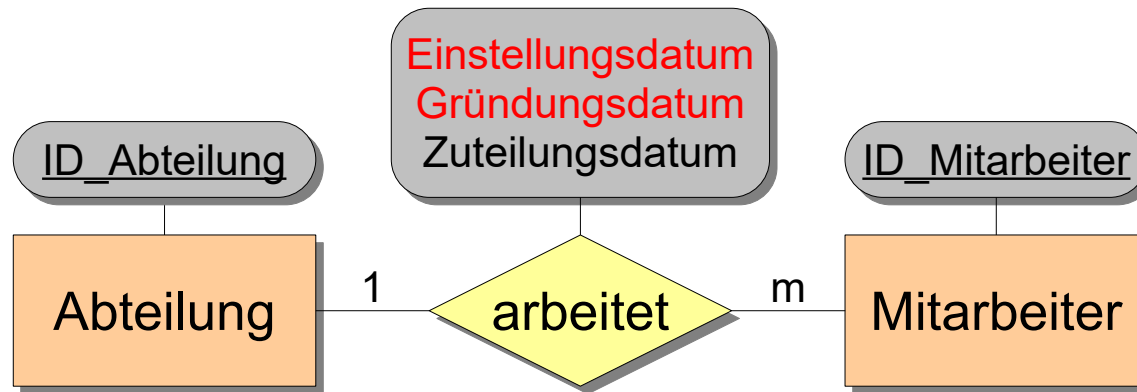 Einstellungsdatum
Gründungsdatum
Zuteilungsdatum
ID_Abteilung
ID_Mitarbeiter
Abteilung
1
arbeitet
m
Mitarbeiter